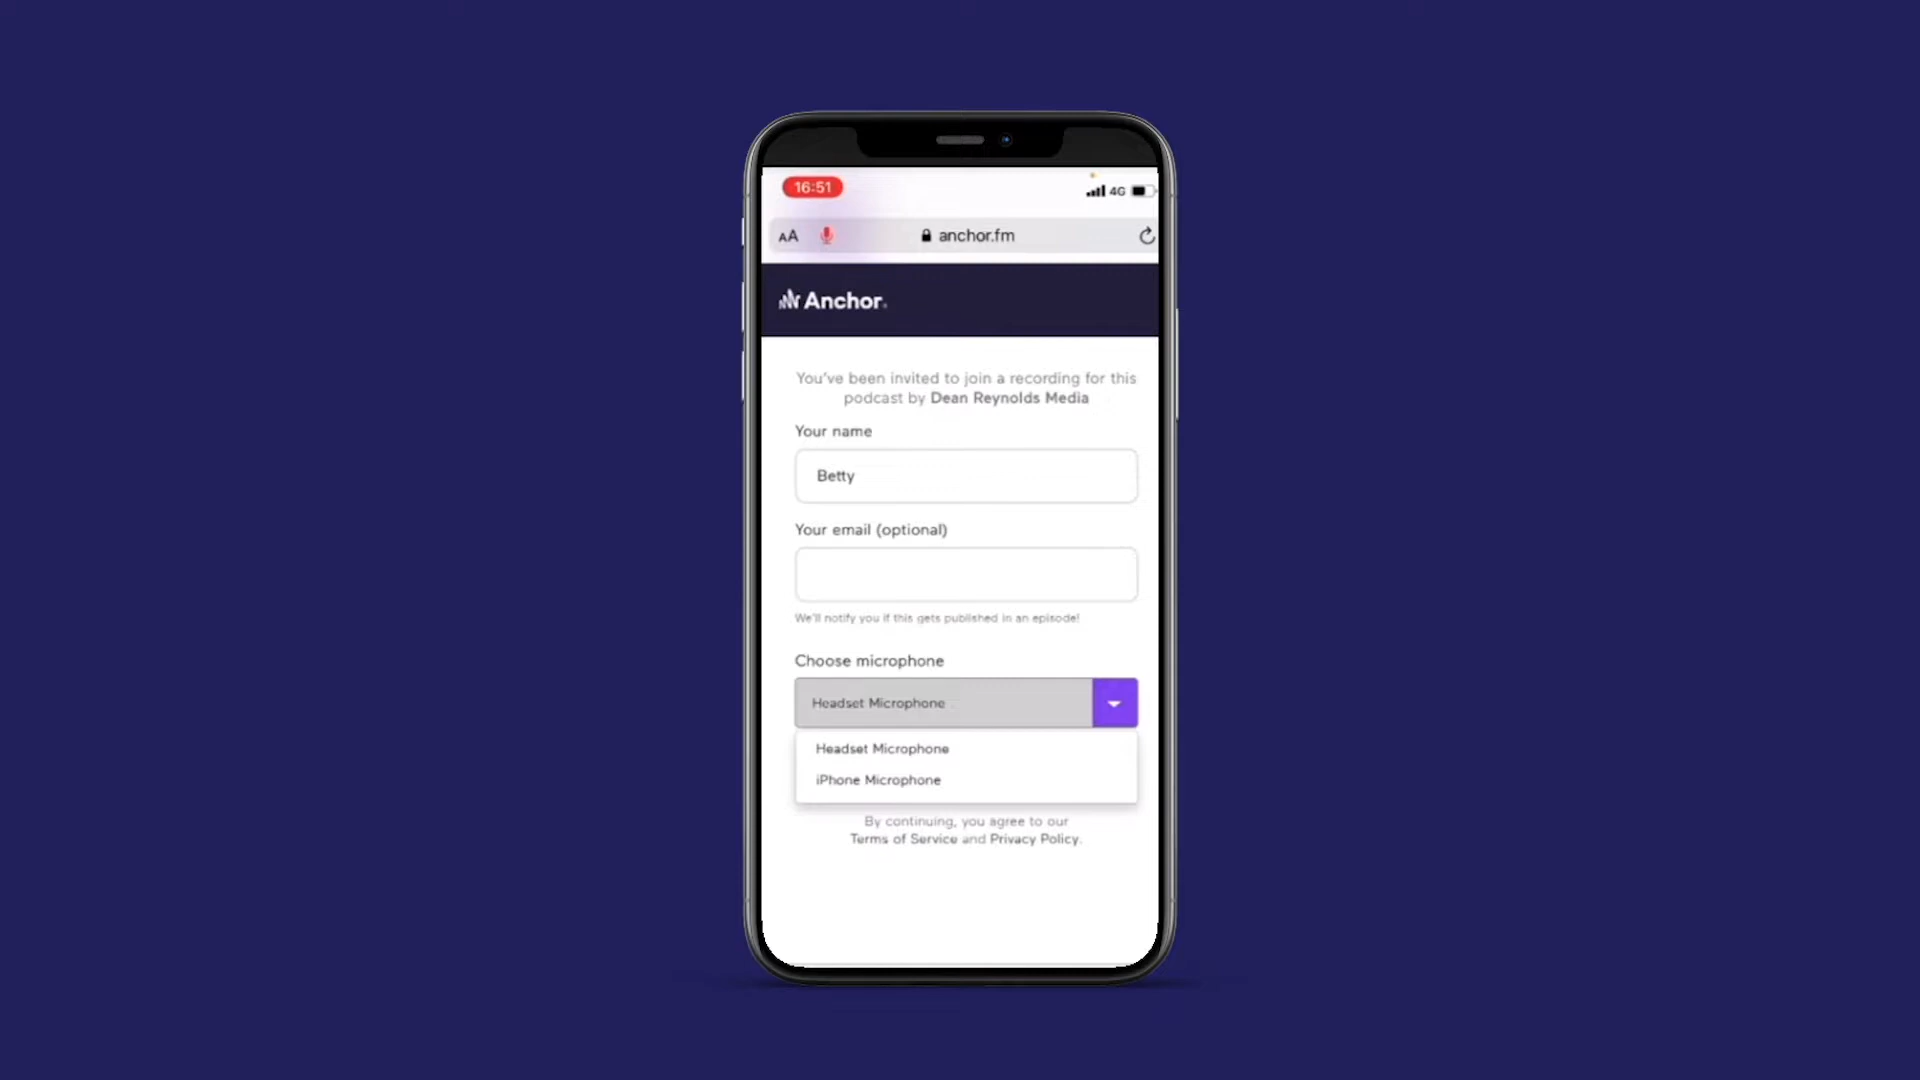 16:51
4G
AA
anchor.fm
Anchor
You've been invited to join a recording for this
podcast by Dean Reynolds Media
Your name
Betty
Your email (optional)
We'll notify you if this gets published in an episode!
Choose microphone
Headset Microphone
Headset Microphone
iPhone Microphone
By continuing, you agree to our
Terms of Service and Privacy Policy.